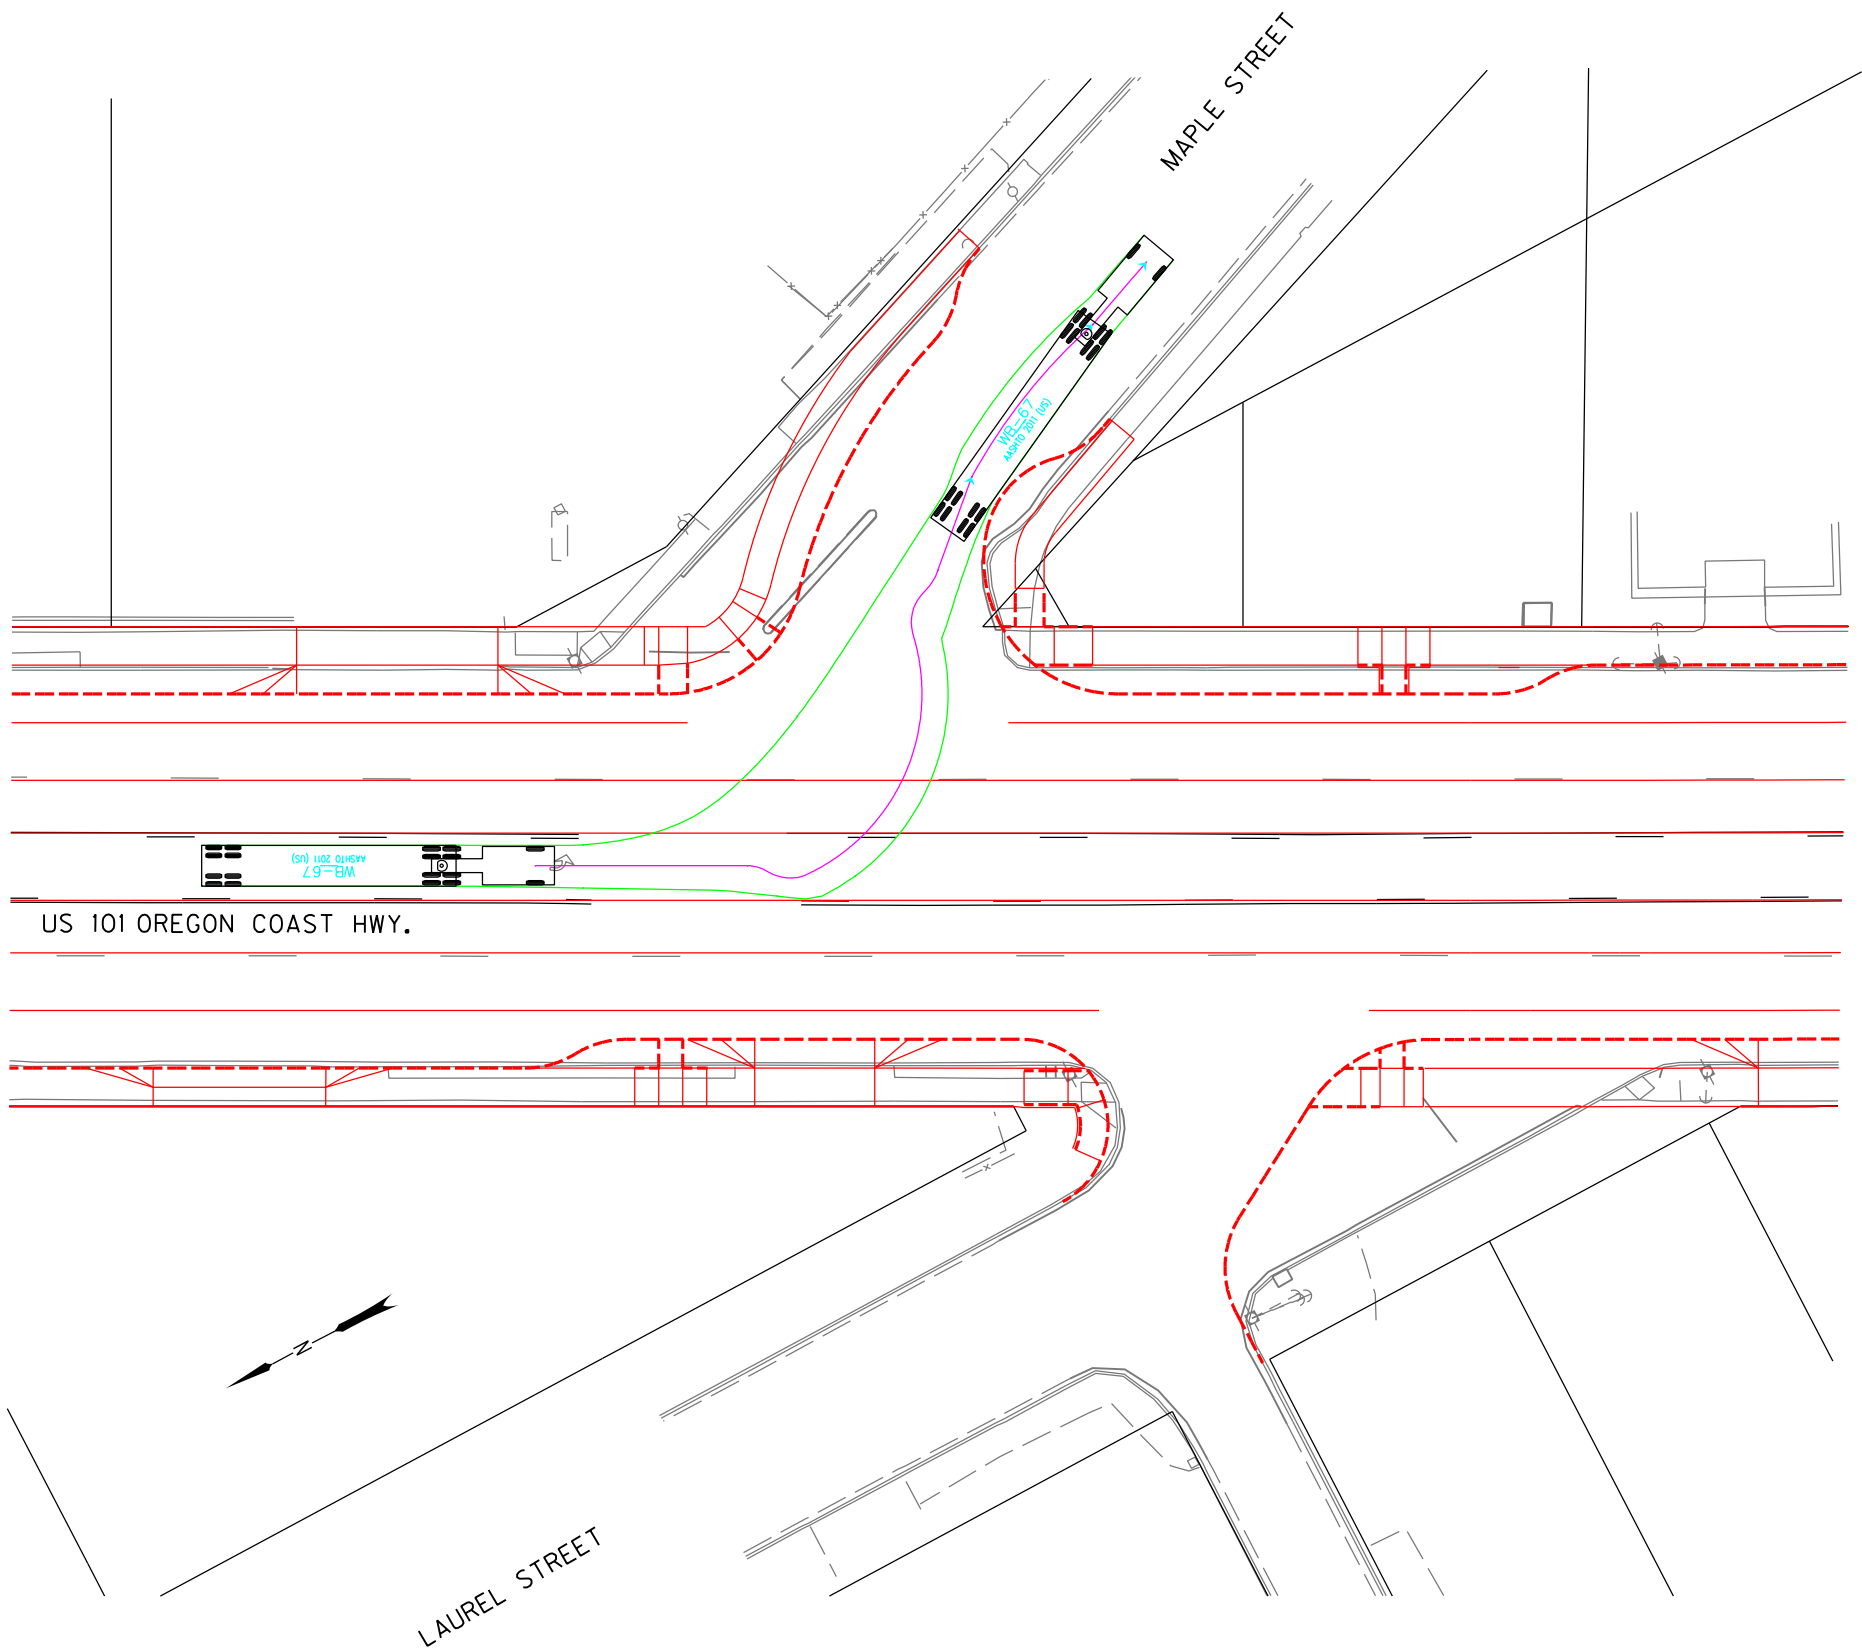 MAPLE STREET
WB-67
AASHTO 2011 (US)
WB-67
AASHTO 2011 (US)
US 101 OREGON COAST HWY.
N
LAUREL STREET